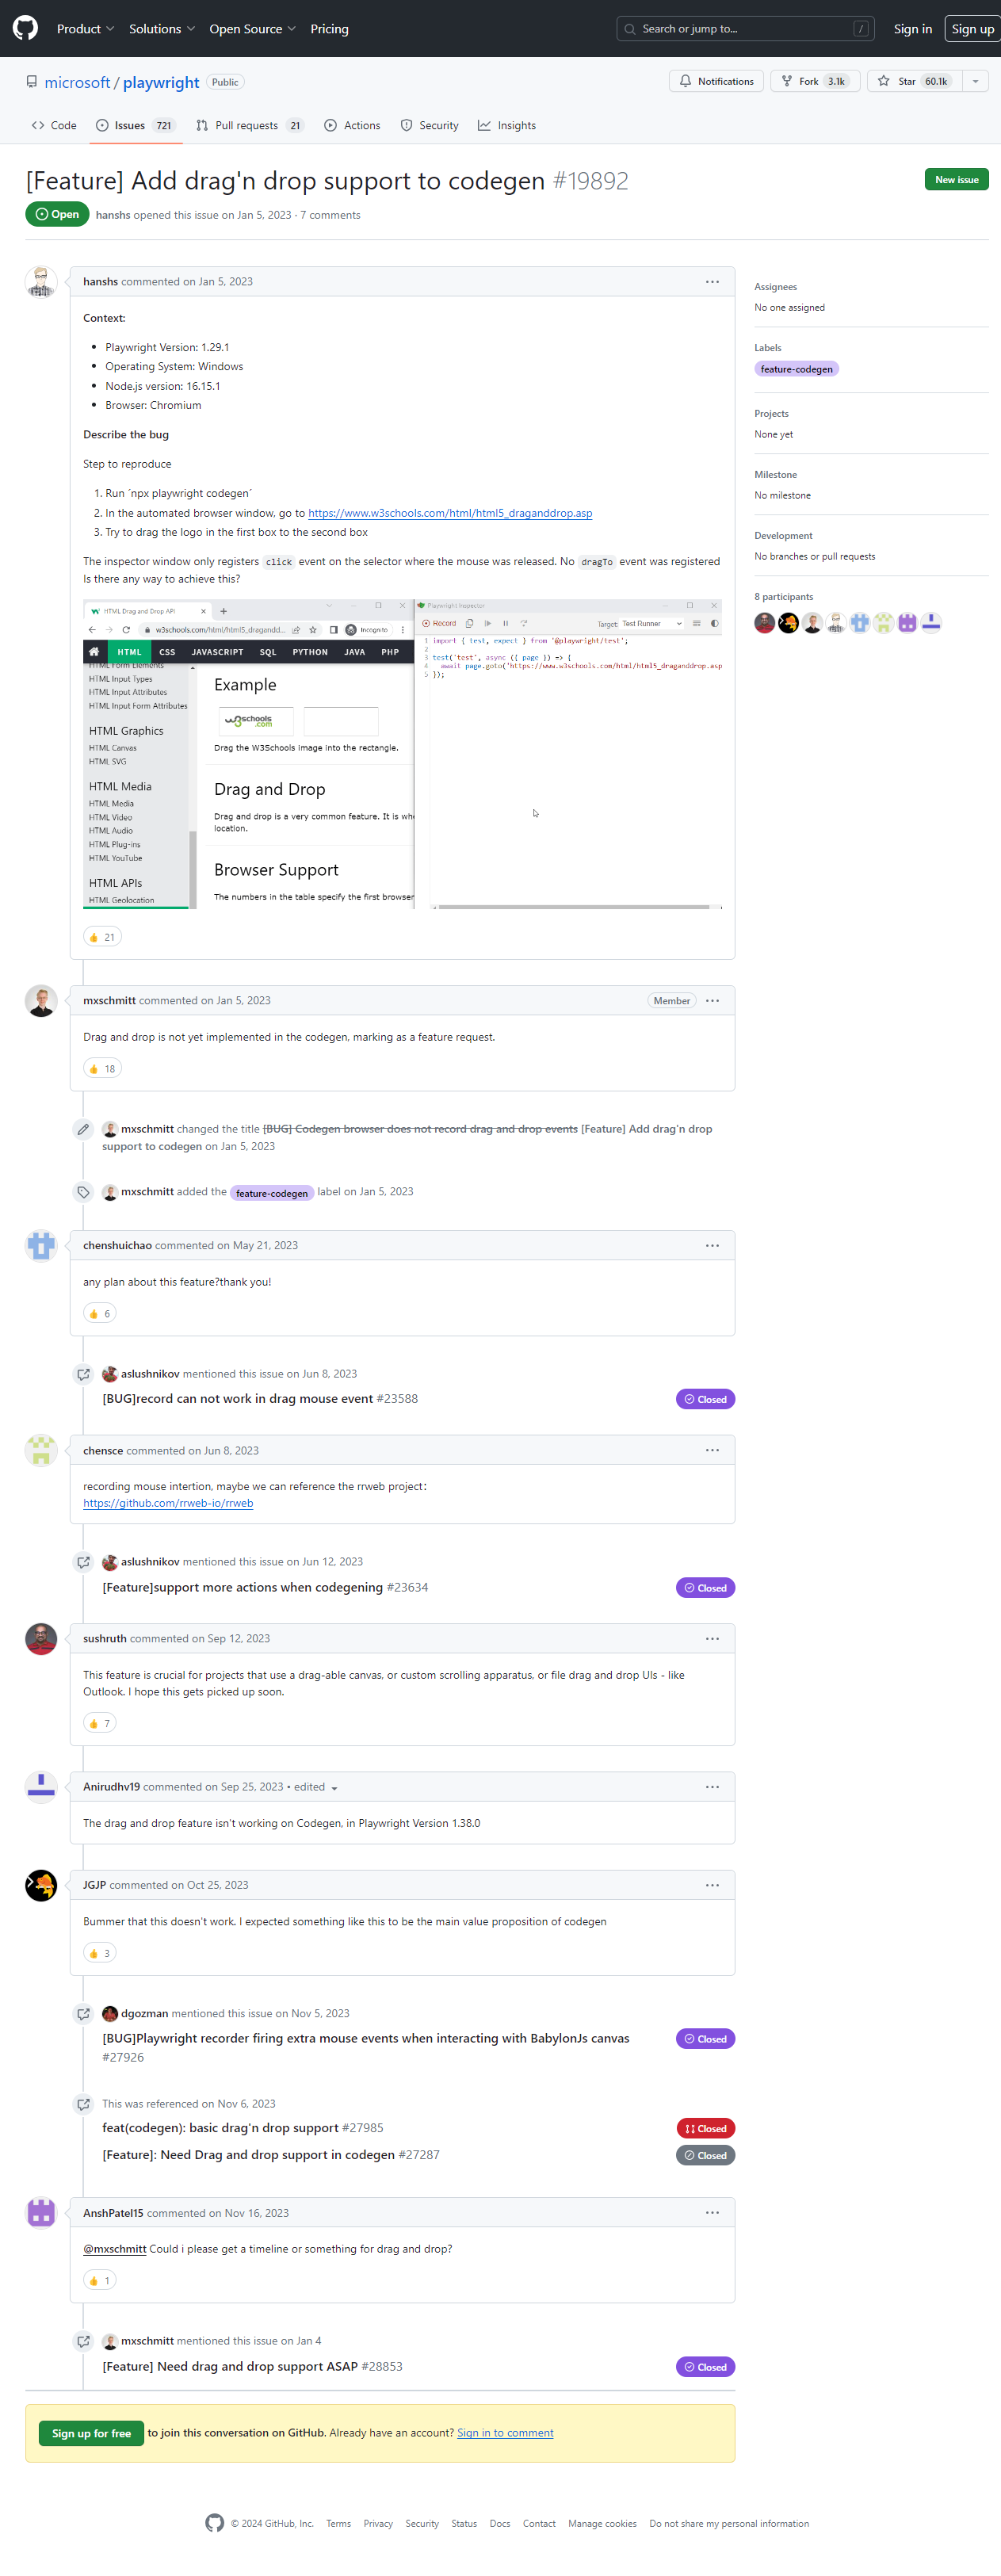 Product Solutions Open Source Pricing Search or jump to... / Sign in Sign up
microsoft / playwright Public Notifications Fork 3.1k Star 60.1k
Code Issues 721 Pull requests 21 Actions Security Insights
[Feature] Add drag'n drop support to codegen #19892 New issue
Open hanshs opened this issue on Jan 5, 2023 · 7 comments
hanshs commented on Jan 5, 2023
Context:
Playwright Version: 1.29.1
Operating System: Windows
Node.js version: 16.15.1
Browser: Chromium
Describe the bug
Step to reproduce
1. Run ´npx playwright codegen´
2. In the automated browser window, go to https://www.w3schools.com/html/html5_draganddrop.asp
3. Try to drag the logo in the first box to the second box
The inspector window only registers click event on the selector where the mouse was released. No dragTo event was registered
Is there any way to achieve this?
HTML Drag and Drop API
w3schools.com/html/html5_dragandd... Incognito
HTML CSS JAVASCRIPT SQL PYTHON JAVA PHP
HTML Form Elements
HTML Input Types
HTML Input Attributes
HTML Input Form Attributes
HTML Graphics
HTML Canvas
HTML SVG
HTML Media
HTML Media
HTML Video
HTML Audio
HTML Plug-ins
HTML YouTube
HTML APIs
HTML Geolocation
Example
w3schools.com
Drag the W3Schools image into the rectangle.
Drag and Drop
Drag and drop is a very common feature. It is whe
location.
Browser Support
The numbers in the table specify the first browser
Playwright Inspector
Record Target: Test Runner
1 import { test, expect } from '@playwright/test';
2
3 test('test', async ({ page }) => {
4 await page.goto('https://www.w3schools.com/html/html5_draganddrop.asp
5 });
👍 21
mxschmitt commented on Jan 5, 2023 Member
Drag and drop is not yet implemented in the codegen, marking as a feature request.
👍 18
mxschmitt changed the title [BUG] Codegen browser does not record drag and drop events [Feature] Add drag'n drop
support to codegen on Jan 5, 2023
mxschmitt added the feature-codegen label on Jan 5, 2023
chenshuichao commented on May 21, 2023
any plan about this feature?thank you!
👍 6
aslushnikov mentioned this issue on Jun 8, 2023
[BUG]record can not work in drag mouse event #23588 Closed
chensce commented on Jun 8, 2023
recording mouse intertion, maybe we can reference the rrweb project：
https://github.com/rrweb-io/rrweb
aslushnikov mentioned this issue on Jun 12, 2023
[Feature]support more actions when codegening #23634 Closed
sushruth commented on Sep 12, 2023
This feature is crucial for projects that use a drag-able canvas, or custom scrolling apparatus, or file drag and drop UIs - like
Outlook. I hope this gets picked up soon.
👍 7
Anirudhv19 commented on Sep 25, 2023 • edited
The drag and drop feature isn't working on Codegen, in Playwright Version 1.38.0
JGJP commented on Oct 25, 2023
Bummer that this doesn't work. I expected something like this to be the main value proposition of codegen
👍 3
dgozman mentioned this issue on Nov 5, 2023
[BUG]Playwright recorder firing extra mouse events when interacting with BabylonJs canvas
#27926 Closed
This was referenced on Nov 6, 2023
feat(codegen): basic drag'n drop support #27985 Closed
[Feature]: Need Drag and drop support in codegen #27287 Closed
AnshPatel15 commented on Nov 16, 2023
@mxschmitt Could i please get a timeline or something for drag and drop?
👍 1
mxschmitt mentioned this issue on Jan 4
[Feature] Need drag and drop support ASAP #28853 Closed
Sign up for free to join this conversation on GitHub. Already have an account? Sign in to comment
Assignees
No one assigned
Labels
feature-codegen
Projects
None yet
Milestone
No milestone
Development
No branches or pull requests
8 participants
© 2024 GitHub, Inc. Terms Privacy Security Status Docs Contact Manage cookies Do not share my personal information